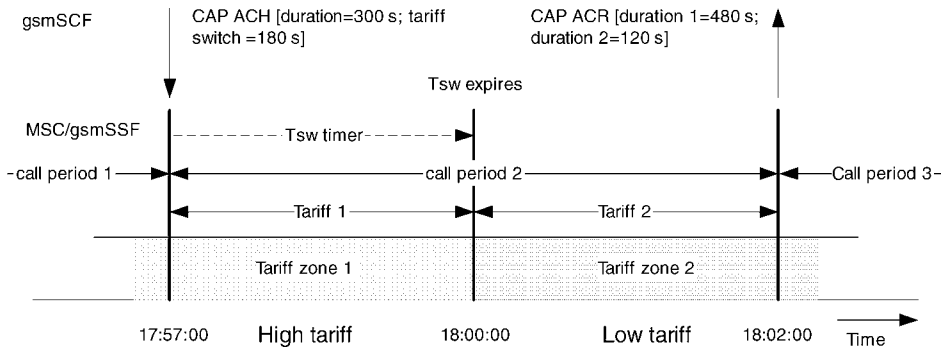 gsmSCF
CAP ACH [duration=300 s; tariff
switch =180 s]
CAP ACR [duration 1=480 s;
duration 2=120 s]
Tsw expires
MSC/gsmSSF
Tsw timer
call period 1
call period 2
Call period 3
Tariff 1
Tariff 2
Tariff zone 1
Tariff zone 2
17:57:00
High tariff
18:00:00
Low tariff
18:02:00
Time